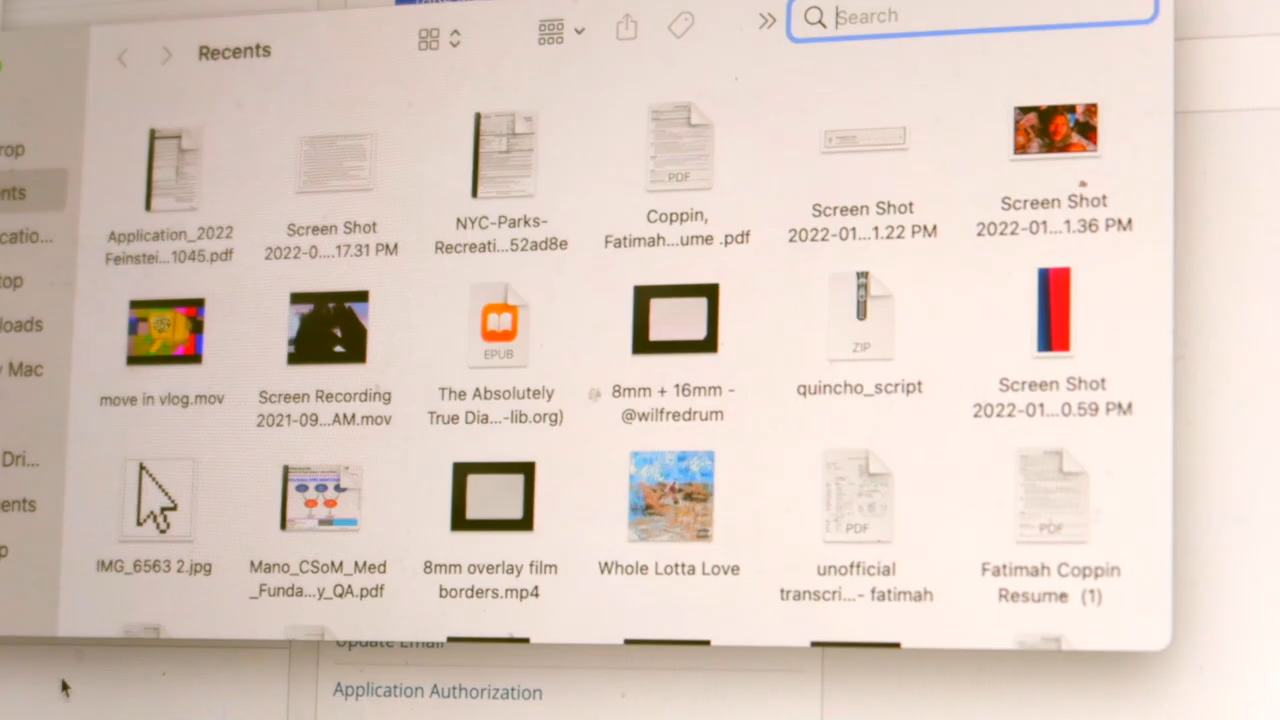 Recents
Search
rop
nts
catio...
top
loads
Mac
Dri...
ents
Application_2022
Feinstei...1045.pdf
Screen Shot
2022-0....17.31 PM
NYC-Parks-
Recreati...52ad8e
PDF
Coppin,
Fatimah...ume .pdf
Screen Shot
2022-01...1.22 PM
Screen Shot
2022-01...1.36 PM
move in vlog.mov
Screen Recording
2021-09...AM.mov
EPUB
The Absolutely
True Dia...-lib.org)
8mm + 16mm -
@wilfredrum
ZIP
quincho_script
Screen Shot
2022-01...0.59 PM
IMG_6563 2.jpg
Mano_CSoM_Med
_Funda...y_QA.pdf
8mm overlay film
borders.mp4
Whole Lotta Love
PDF
unofficial
transcri...- fatimah
PDF
Fatimah Coppin
Resume (1)
Update Email
Application Authorization